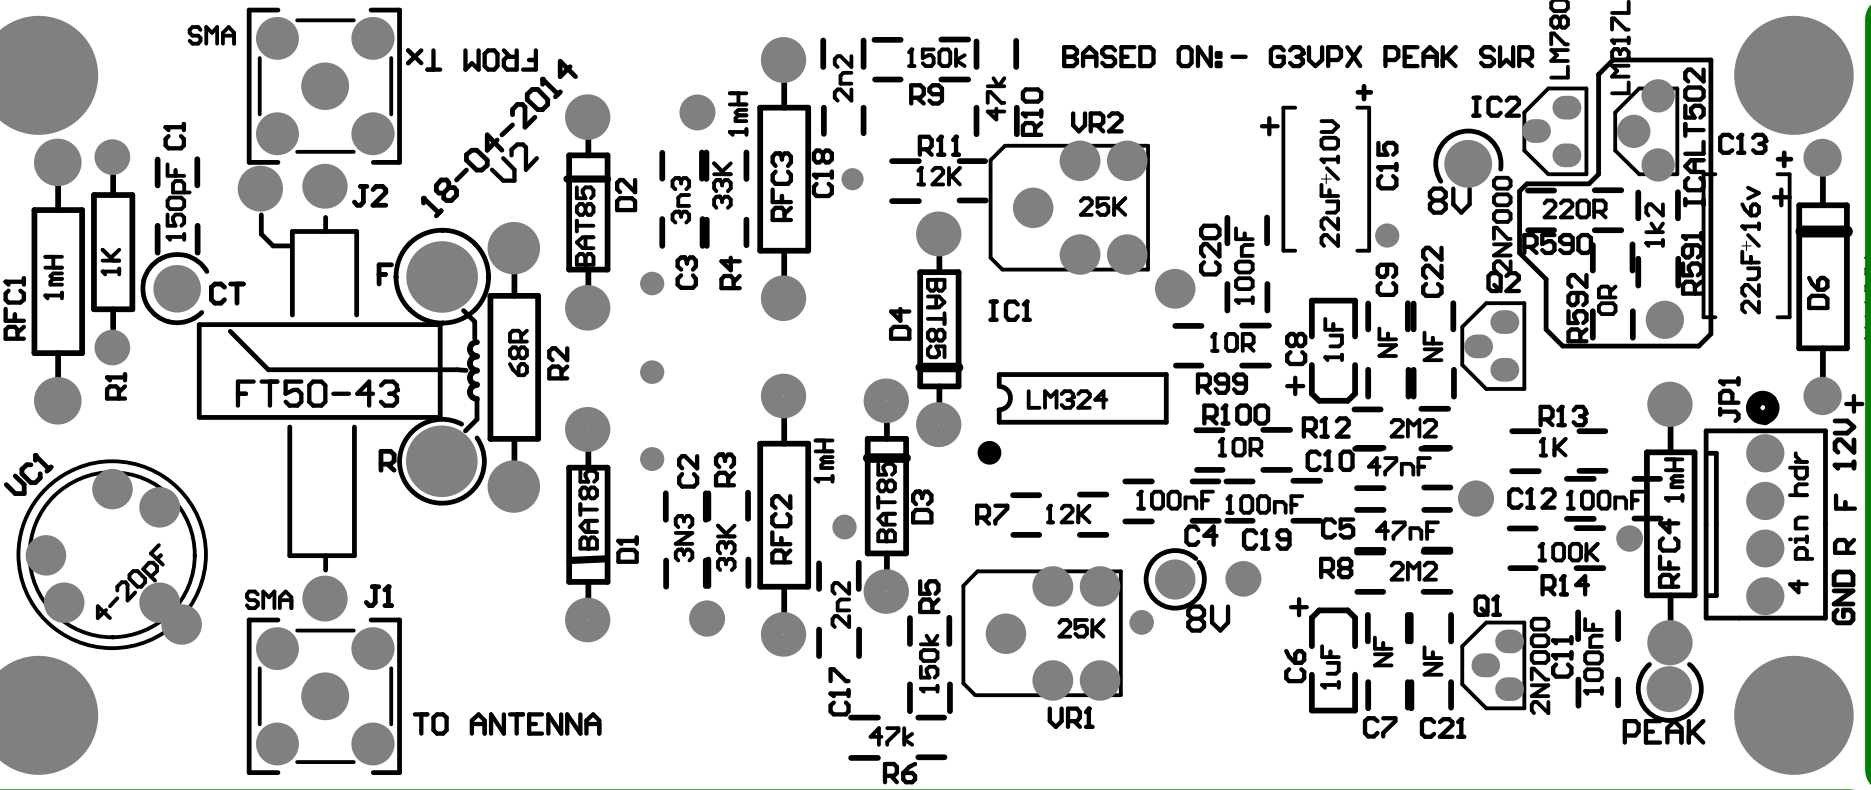 SMA
TO ANTENNA
FROM TX
18-04-2014
V2
BASED ON:- G3VPX PEAK SWR
C1
150pF
J2
RFC1
1mH
1K
R1
CT
F
FT50-43
R
68R
R2
VC1
4-20pF
SMA
J1
BAT85
D2
3n3
C3
33K
R4
1mH
RFC3
C18
2n2
150k
R9
47k
R10
R11
12K
VR2
25K
D4
BAT85
IC1
LM324
BAT85
D1
C2
3N3
R3
33K
1mH
RFC2
BAT85
D3
2n2
C17
R5
150k
47k
R6
R7
12K
25K
VR1
+
22uF/10V
+
C15
C20
100nF
10R
R99
R100
10R
C8
1uF
+
C9
NF
C22
NF
8V
IC2
LM780
LM317L
2N7000
Q2
220R
R590
1k2
R591 ICALT502
R592
0R
C13
+
22uF/16v
+
D6
R12
2M2
C10
47nF
100nF
C4
100nF
C19
C5
47nF
R8
2M2
8V
+
C6
1uF
NF
C7
NF
C21
Q1
2N7000
C11
100nF
R13
1K
C12
100nF
100K
R14
1mH
RFC4
PEAK
JP1
4 pin hdr
GND R F 12V+